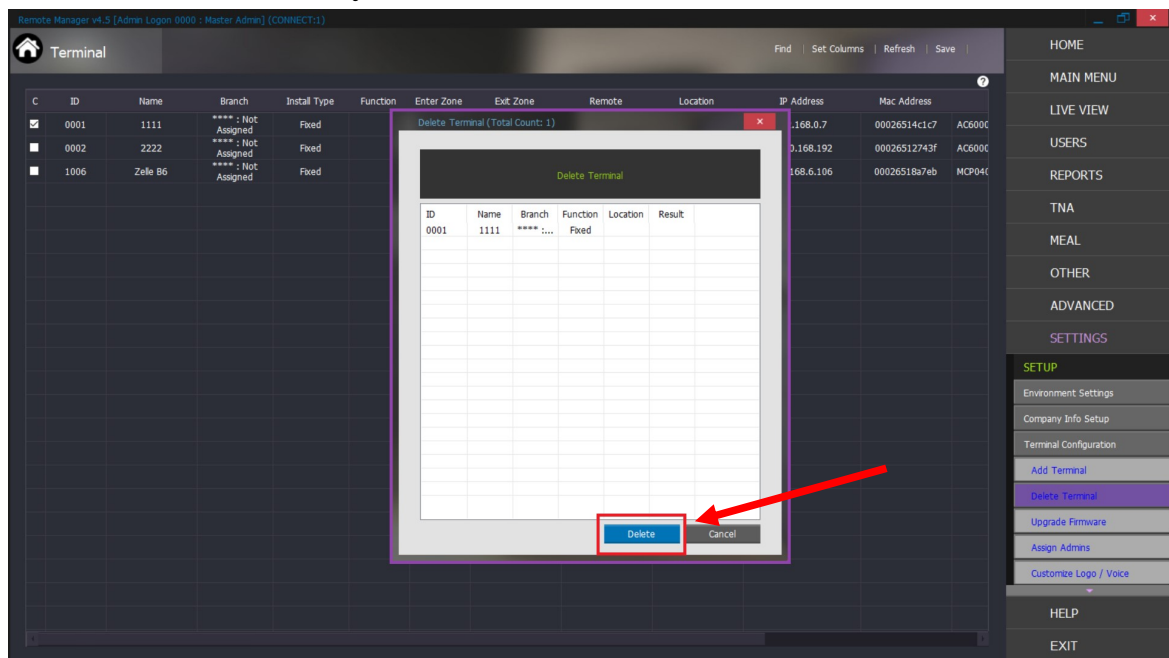 Remote Manager v4.5 [Admin Logon 0000 : Master Admin] (CONNECT:1)
Terminal
Find | Set Columns | Refresh | Save |
?
C ID Name Branch Install Type Function Enter Zone Exit Zone Remote Location IP Address Mac Address
0001 1111 **** : Not Assigned Fixed .168.0.7 00026514c1c7 AC6000
0002 2222 **** : Not Assigned Fixed 0.168.192 00026512743f AC6000
1006 Zelle B6 **** : Not Assigned Fixed 168.6.106 00026518a7eb MCP040
Delete Terminal (Total Count: 1)
Delete Terminal
ID Name Branch Function Location Result
0001 1111 **** :... Fixed
Delete Cancel
HOME
MAIN MENU
LIVE VIEW
USERS
REPORTS
TNA
MEAL
OTHER
ADVANCED
SETTINGS
SETUP
Environment Settings
Company Info Setup
Terminal Configuration
Add Terminal
Delete Terminal
Upgrade Firmware
Assign Admins
Customize Logo / Voice
HELP
EXIT